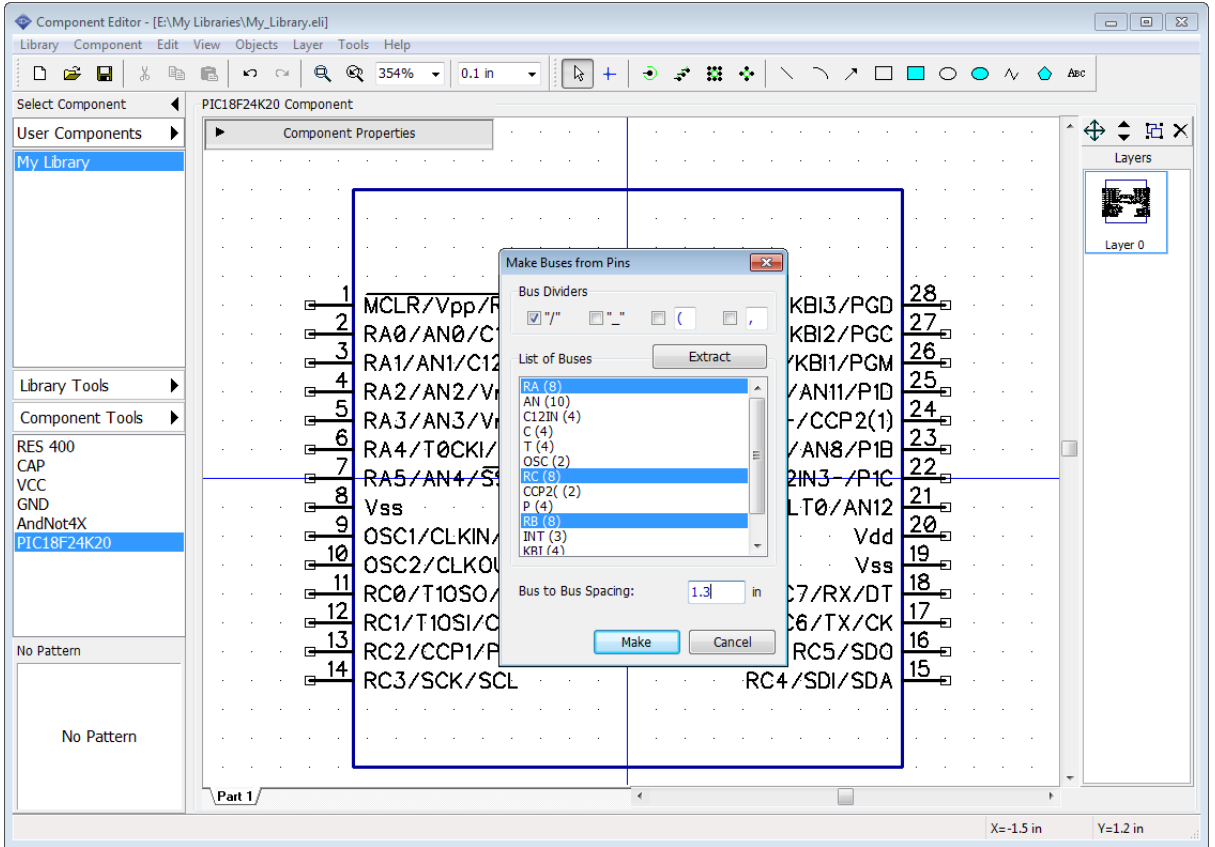 Component Editor - [E:\My Libraries\My_Library.eli]
Library Component Edit View Objects Layer Tools Help
354% 0.1 in ABC
Select Component
User Components
My Library
Library Tools
Component Tools
RES 400
CAP
VCC
GND
AndNot4X
PIC18F24K20
No Pattern
No Pattern
PIC18F24K20 Component
Component Properties
1 MCLR/Vpp/
2 RA0/AN0/C1
3 RA1/AN1/C12
4 RA2/AN2/
5 RA3/AN3/
6 RA4/T0CKI/
7 RA5/AN4/
8 Vss
9 OSC1/CLKIN/
10 OSC2/
11 RC0/T1OSO/
12 RC1/T1OSI/C
13 RC2/CCP1/P
14 RC3/SCK/SCL
KBI3/PGD 28
KBI2/PGC 27
/KBI1/PGM 26
/AN11/P1D 25
-/CCP2(1) 24
/AN8/P1B 23
2IN3-/P1C 22
LT0/AN12 21
Vdd 20
Vss 19
C7/RX/DT 18
C6/TX/CK 17
RC5/SDO 16
RC4/SDI/SDA 15
Make Buses from Pins
Bus Dividers
"/" "_" ( ,
List of Buses Extract
RA (8)
AN (10)
C12IN (4)
C (4)
T (4)
OSC (2)
RC (8)
CCP2( (2)
P (4)
RB (8)
INT (3)
KBI (4)
Bus to Bus Spacing: 1.3 in
Make Cancel
Layers
Layer 0
Part 1
X=-1.5 in Y=1.2 in